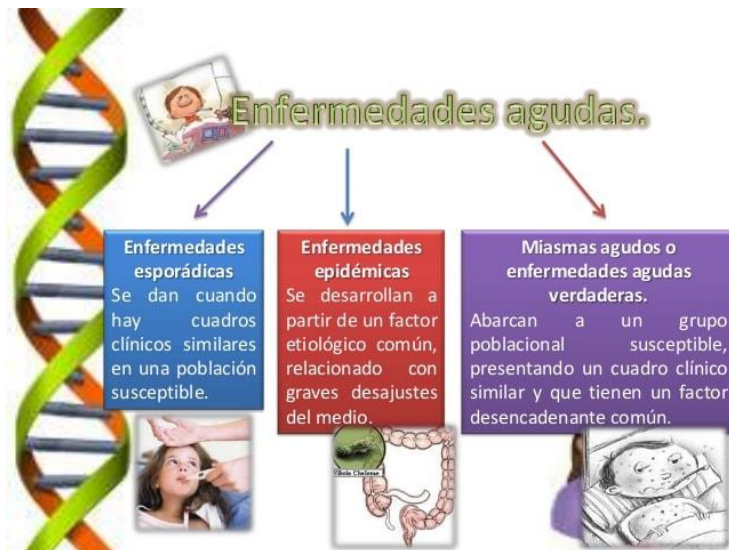 Enfermedades agudas.
Enfermedades
esporádicas
Se dan cuando
hay cuadros
clínicos similares
en una población
susceptible.
Enfermedades
epidémicas
Se desarrollan a
partir de un factor
etiológico común,
relacionado con
graves desajustes
del medio.
Miasmas agudos o
enfermedades agudas
verdaderas.
Abarcan a un grupo
poblacional susceptible,
presentando un cuadro clínico
similar y que tienen un factor
desencadenante común.